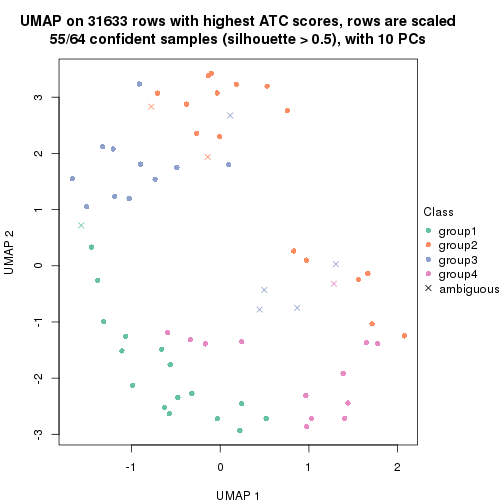 UMAP on 31633 rows with highest ATC scores, rows are scaled
55/64 confident samples (silhouette > 0.5), with 10 PCs
3
2
1
0
-1
-2
-3
UMAP 2
-1
0
1
2
UMAP 1
Class
group1
group2
group3
group4
ambiguous